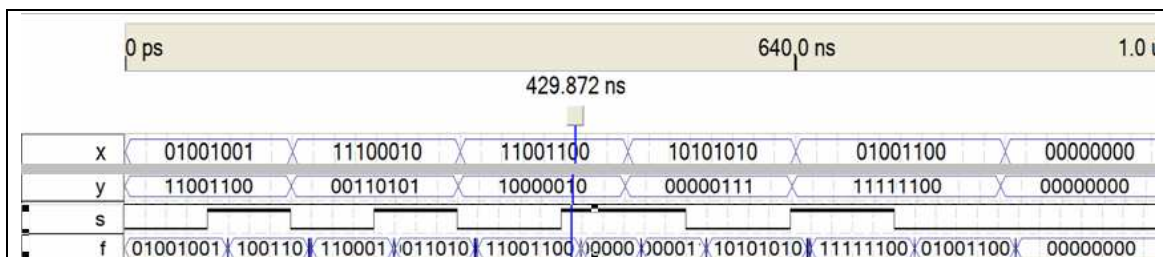 0 ps 640.0 ns 1.0 u
429.872 ns
x 01001001 11100010 11001100 10101010 01001100 00000000
y 11001100 00110101 10000010 00000111 11111100 00000000
s
f 01001001 100110 110001 011010 11001100 00001 10101010 11111100 01001100 00000000